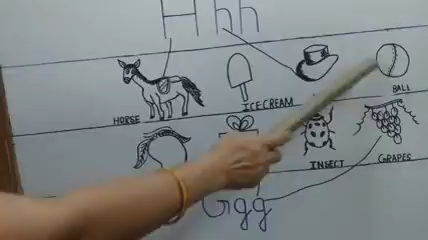 H h h
HORSE
ICE CREAM
BALL
INSECT
GRAPES
G g g